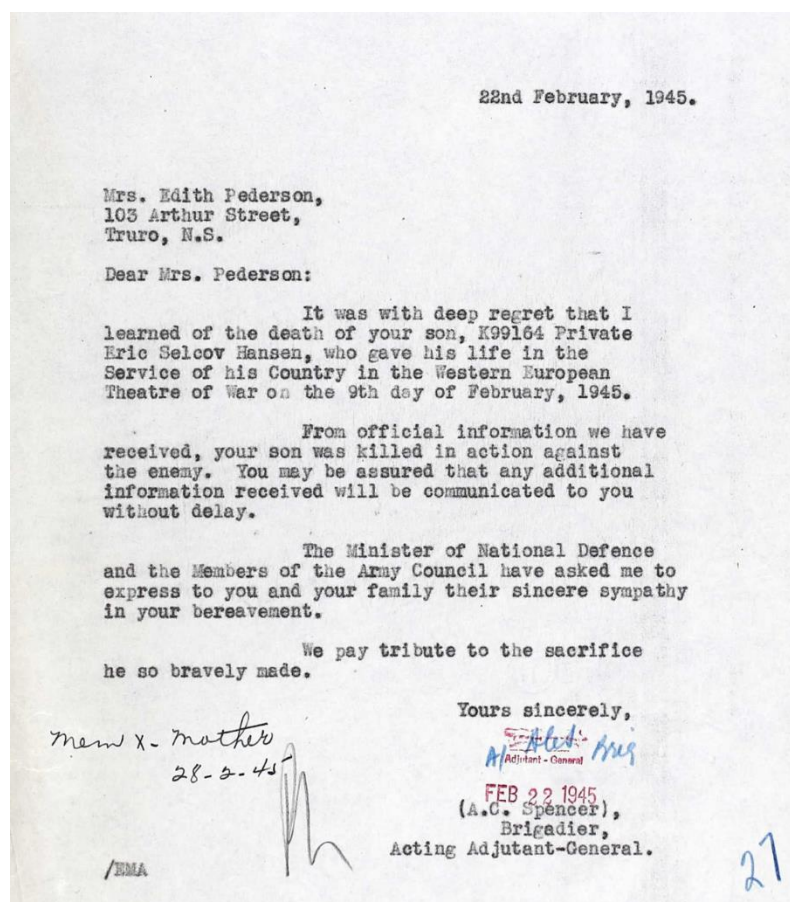 22nd February, 1945.
Mrs. Edith Pederson,
103 Arthur Street,
Truro, N.S.
Dear Mrs. Pederson:
It was with deep regret that I
learned of the death of your son, K99164 Private
Eric Selcov Hansen, who gave his life in the
Service of his Country in the Western European
Theatre of War on the 9th day of February, 1945.
From official information we have
received, your son was killed in action against
the enemy. You may be assured that any additional
information received will be communicated to you
without delay.
The Minister of National Defence
and the Members of the Army Council have asked me to
express to you and your family their sincere sympathy
in your bereavement.
We pay tribute to the sacrifice
he so bravely made.
Yours sincerely,
A/ Brig
Adjutant - General
FEB 22 1945
(A.C. Spencer),
Brigadier,
Acting Adjutant-General.
Mem X- Mother
28-2-45
/EMA
27